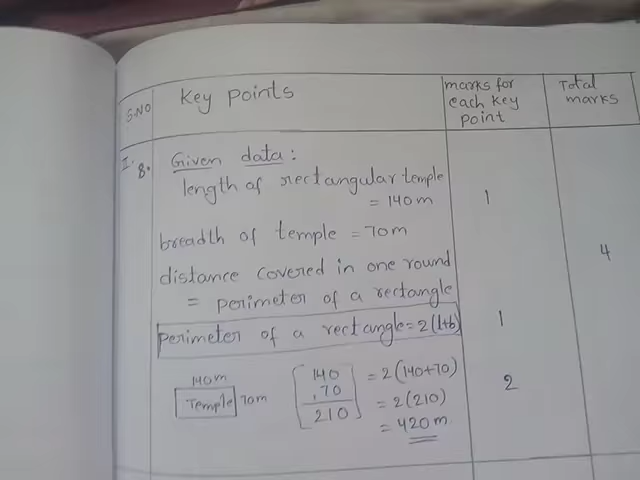 S.NO
Key points
marks for
each key
point
Total
marks
I. 8.
Given data:
length of rectangular temple
= 140m
1
breadth of temple = 70m
distance covered in one round
= perimeter of a rectangle
4
perimeter of a rectangle = 2(l+b)
1
140m
Temple 70m
140
.70
210
= 2(140+70)
= 2(210)
= 420m.
2